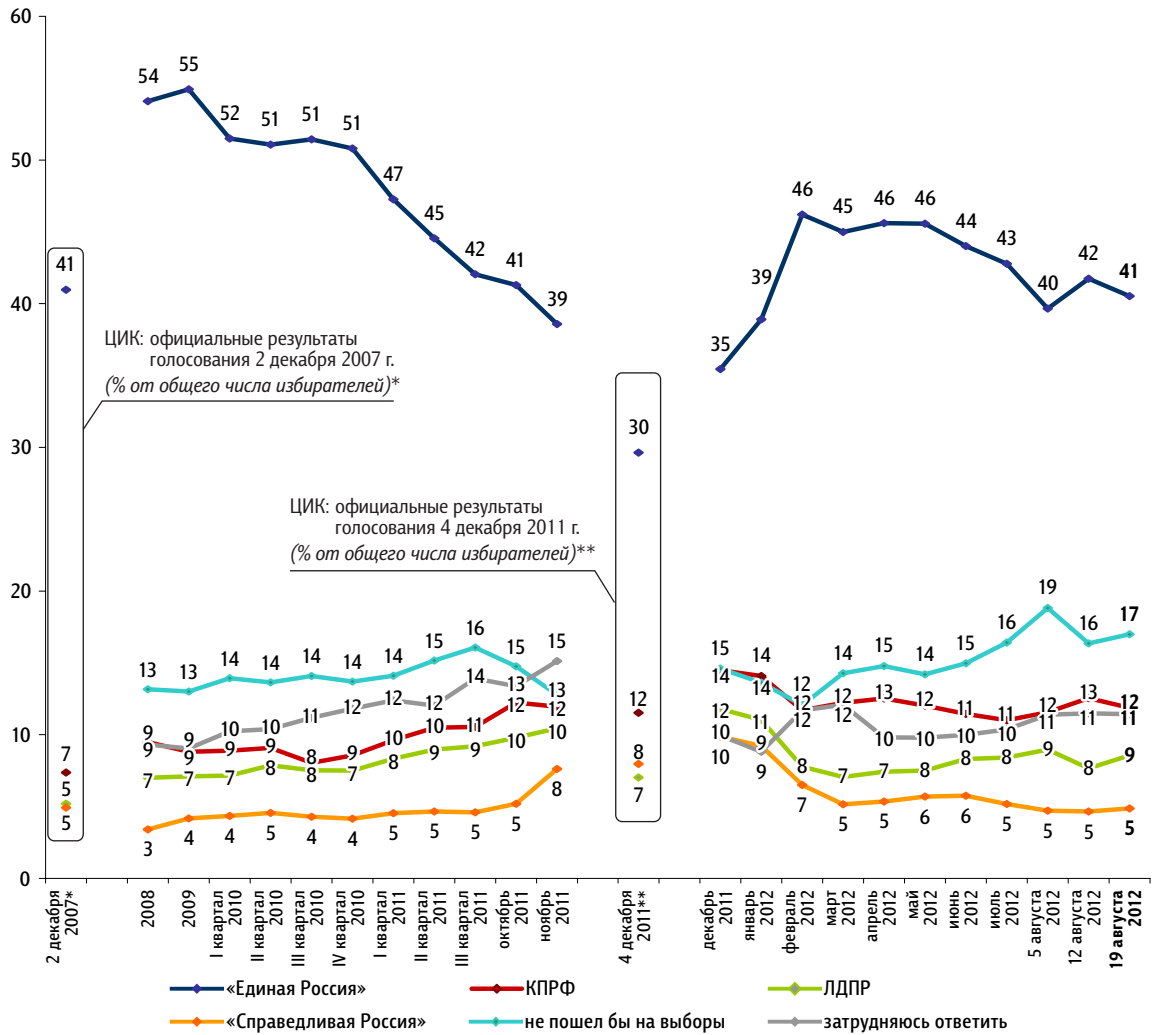 60
50
40
30
20
10
0
54 55 52 51 51 51 47 45 42 41 39
35 39 46 45 46 46 44 43 40 42 41
41
7
5
5
ЦИК: официальные результаты
голосования 2 декабря 2007 г.
(% от общего числа избирателей)*
30
12
8
7
ЦИК: официальные результаты
голосования 4 декабря 2011 г.
(% от общего числа избирателей)**
13 13 14 14 14 14 14 15 16 15 13
9 9 10 10 11 12 12 12 14 13 15
9 9 9 9 8 9 10 10 11 12 12
7 7 7 8 8 7 8 9 9 10 10
3 4 4 5 4 4 5 5 5 5 8
15 14 12 14 15 14 15 16 19 16 17
14 14 12 12 13 12 11 11 12 13 12
10 9 12 12 10 10 10 10 11 11 11
12 11 8 7 7 8 8 8 9 8 9
10 9 7 5 5 6 6 5 5 5 5
2 декабря 2007*
2008
2009
I квартал 2010
II квартал 2010
III квартал 2010
IV квартал 2010
I квартал 2011
II квартал 2011
III квартал 2011
октябрь 2011
ноябрь 2011
4 декабря 2011**
декабрь 2011
январь 2012
февраль 2012
март 2012
апрель 2012
май 2012
июнь 2012
июль 2012
5 августа 2012
12 августа 2012
19 августа 2012
«Единая Россия» КПРФ ЛДПР
«Справедливая Россия» не пошел бы на выборы затрудняюсь ответить